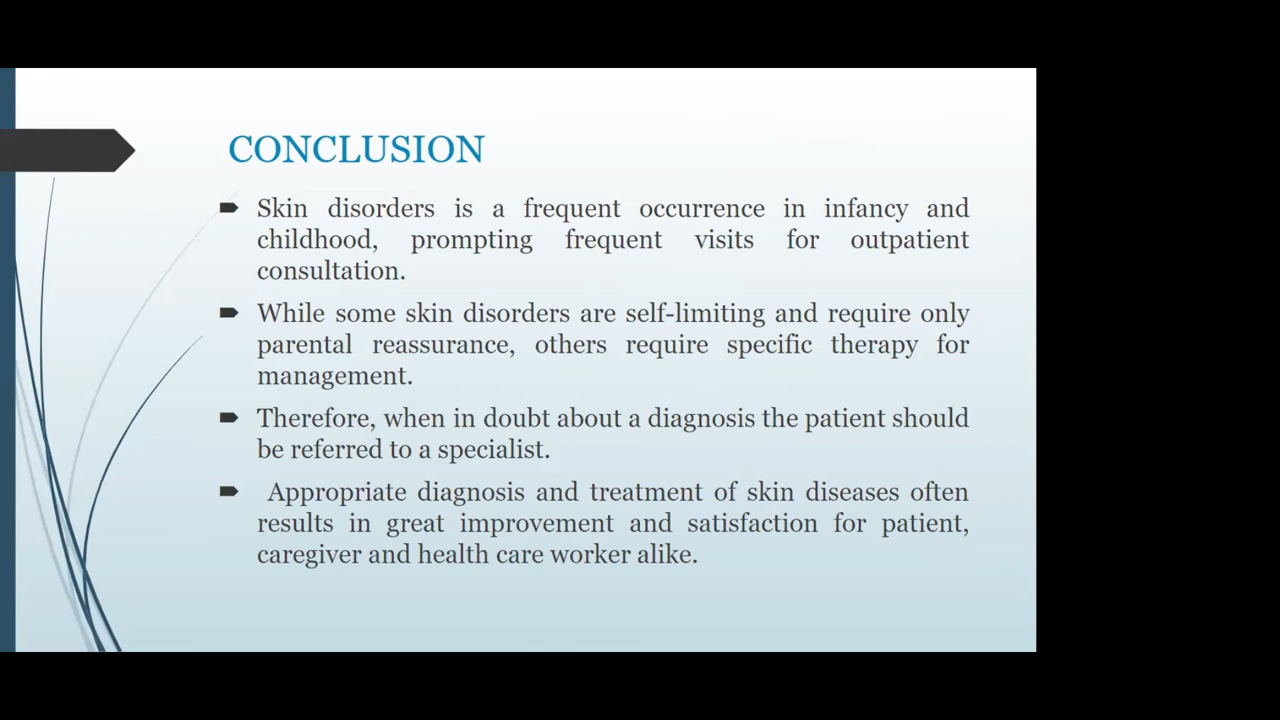 CONCLUSION
Skin disorders is a frequent occurrence in infancy and
childhood, prompting frequent visits for outpatient
consultation.
While some skin disorders are self-limiting and require only
parental reassurance, others require specific therapy for
management.
Therefore, when in doubt about a diagnosis the patient should
be referred to a specialist.
Appropriate diagnosis and treatment of skin diseases often
results in great improvement and satisfaction for patient,
caregiver and health care worker alike.